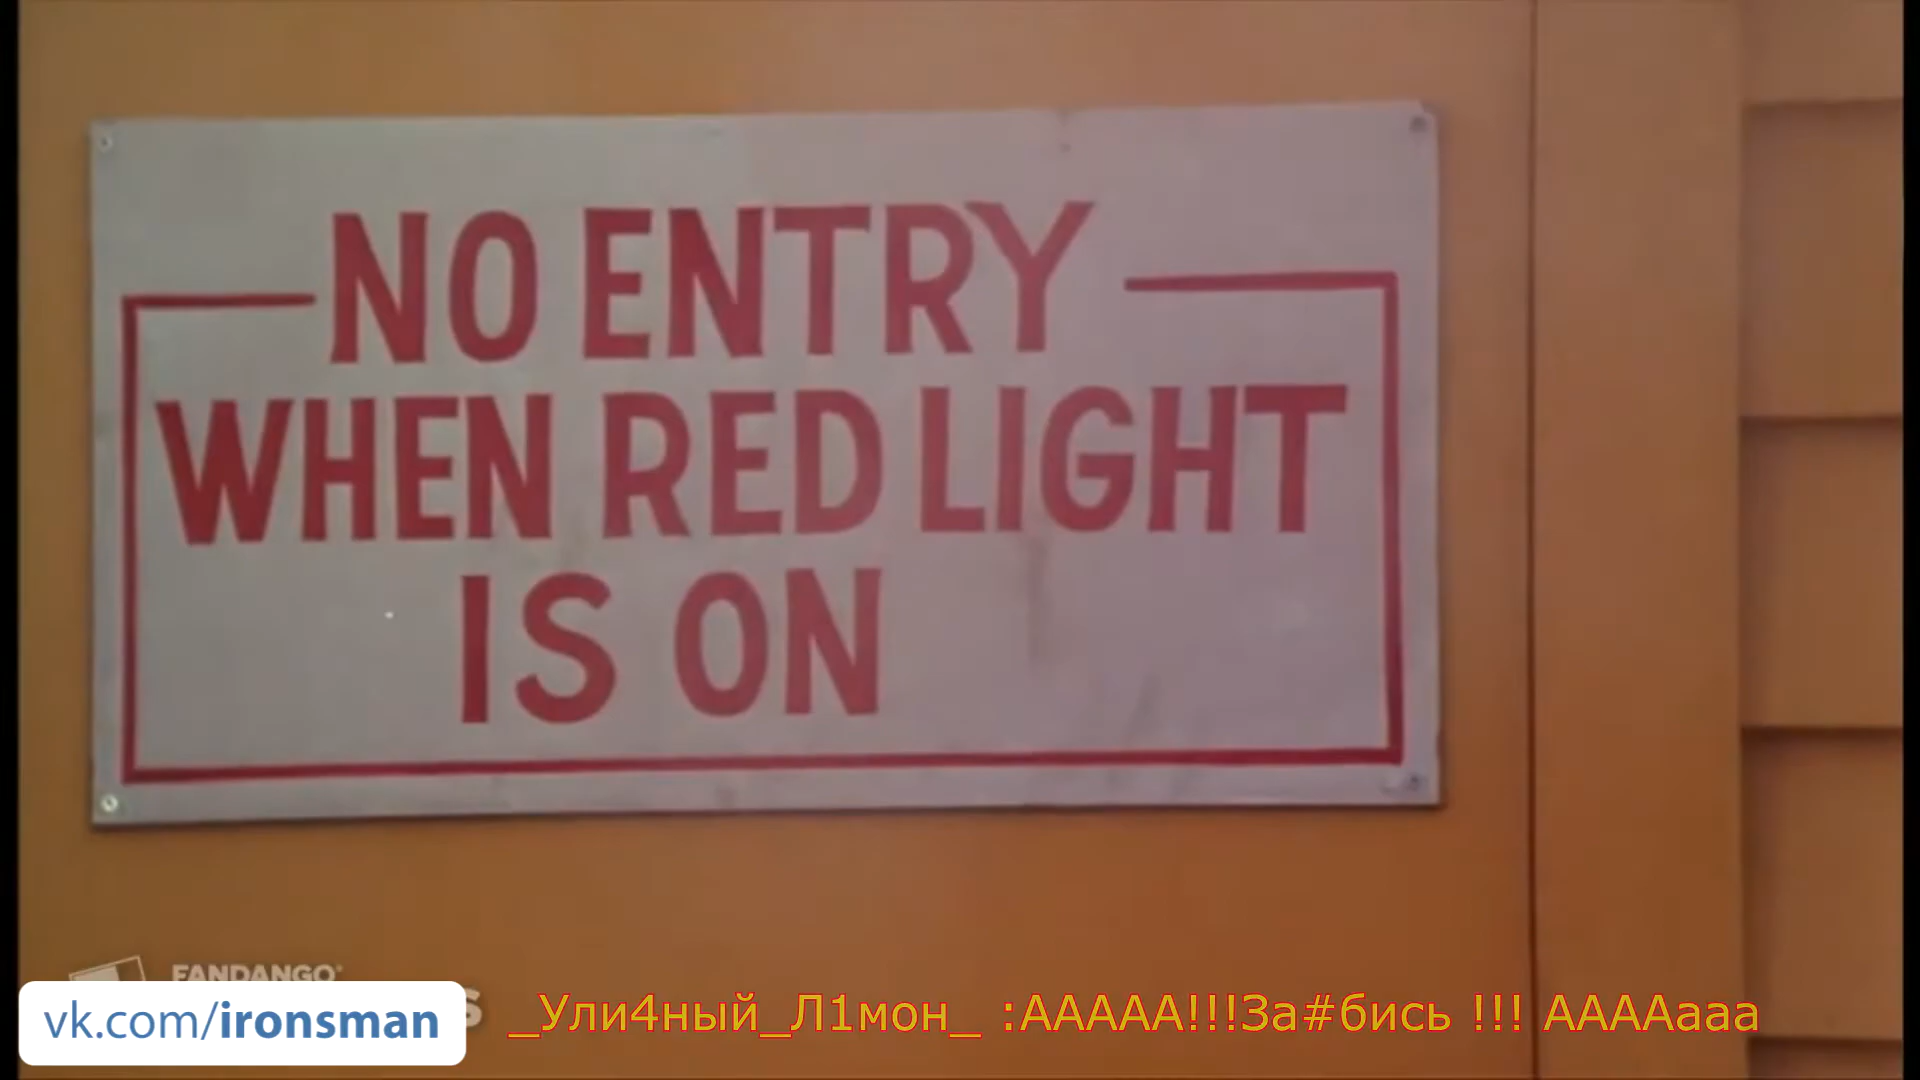 NO ENTRY
WHEN RED LIGHT
IS ON
FANDANGO
vk.com/ironsman
_Ули4ный_Л1мон_ :ААААА!!!За#бись !!! ААААааа